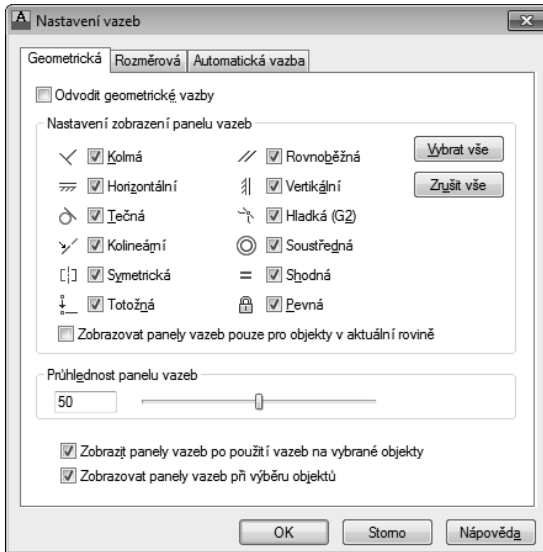 Nastavení vazeb
Geometrická Rozměrová Automatická vazba
Odvodit geometrické vazby
Nastavení zobrazení panelu vazeb
Kolmá Rovnoběžná Vybrat vše
Horizontální Vertikální Zrušit vše
Tečná Hladká (G2)
Kolineární Soustředná
Symetrická Shodná
Totožná Pevná
Zobrazovat panely vazeb pouze pro objekty v aktuální rovině
Průhlednost panelu vazeb
50
Zobrazit panely vazeb po použití vazeb na vybrané objekty
Zobrazovat panely vazeb při výběru objektů
OK Storno Nápověda